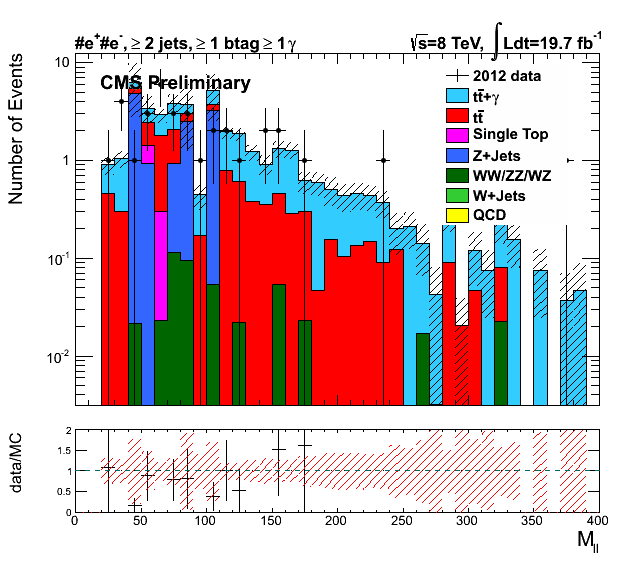 #e⁺#e⁻, ≥ 2 jets, ≥ 1 btag ≥ 1γ
√s=8 TeV, ∫Ldt=19.7 fb⁻¹
CMS Preliminary
Number of Events
10
1
10⁻¹
10⁻²
2012 data
tt̄+γ
tt̄
Single Top
Z+Jets
WW/ZZ/WZ
W+Jets
QCD
data/MC
2
1.5
1
0.5
0
0 50 100 150 200 250 300 350 400
M_ll